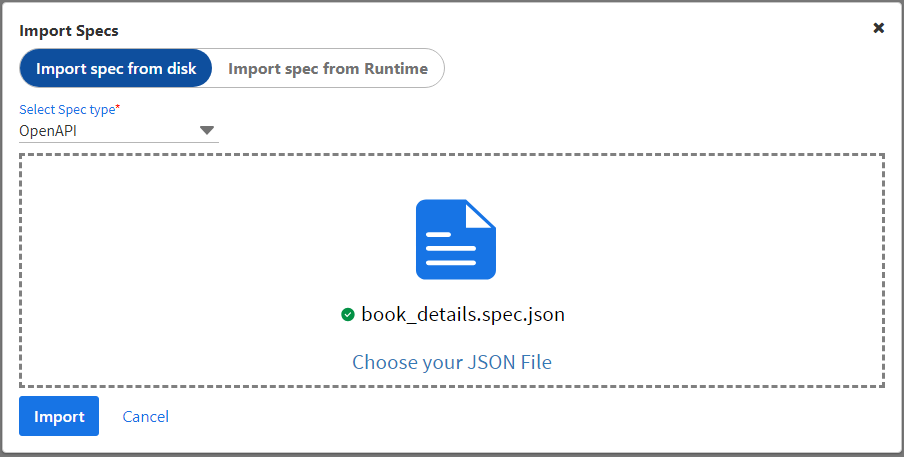 Import Specs
Import spec from disk Import spec from Runtime
Select Spec type*
OpenAPI
book_details.spec.json
Choose your JSON File
Import Cancel